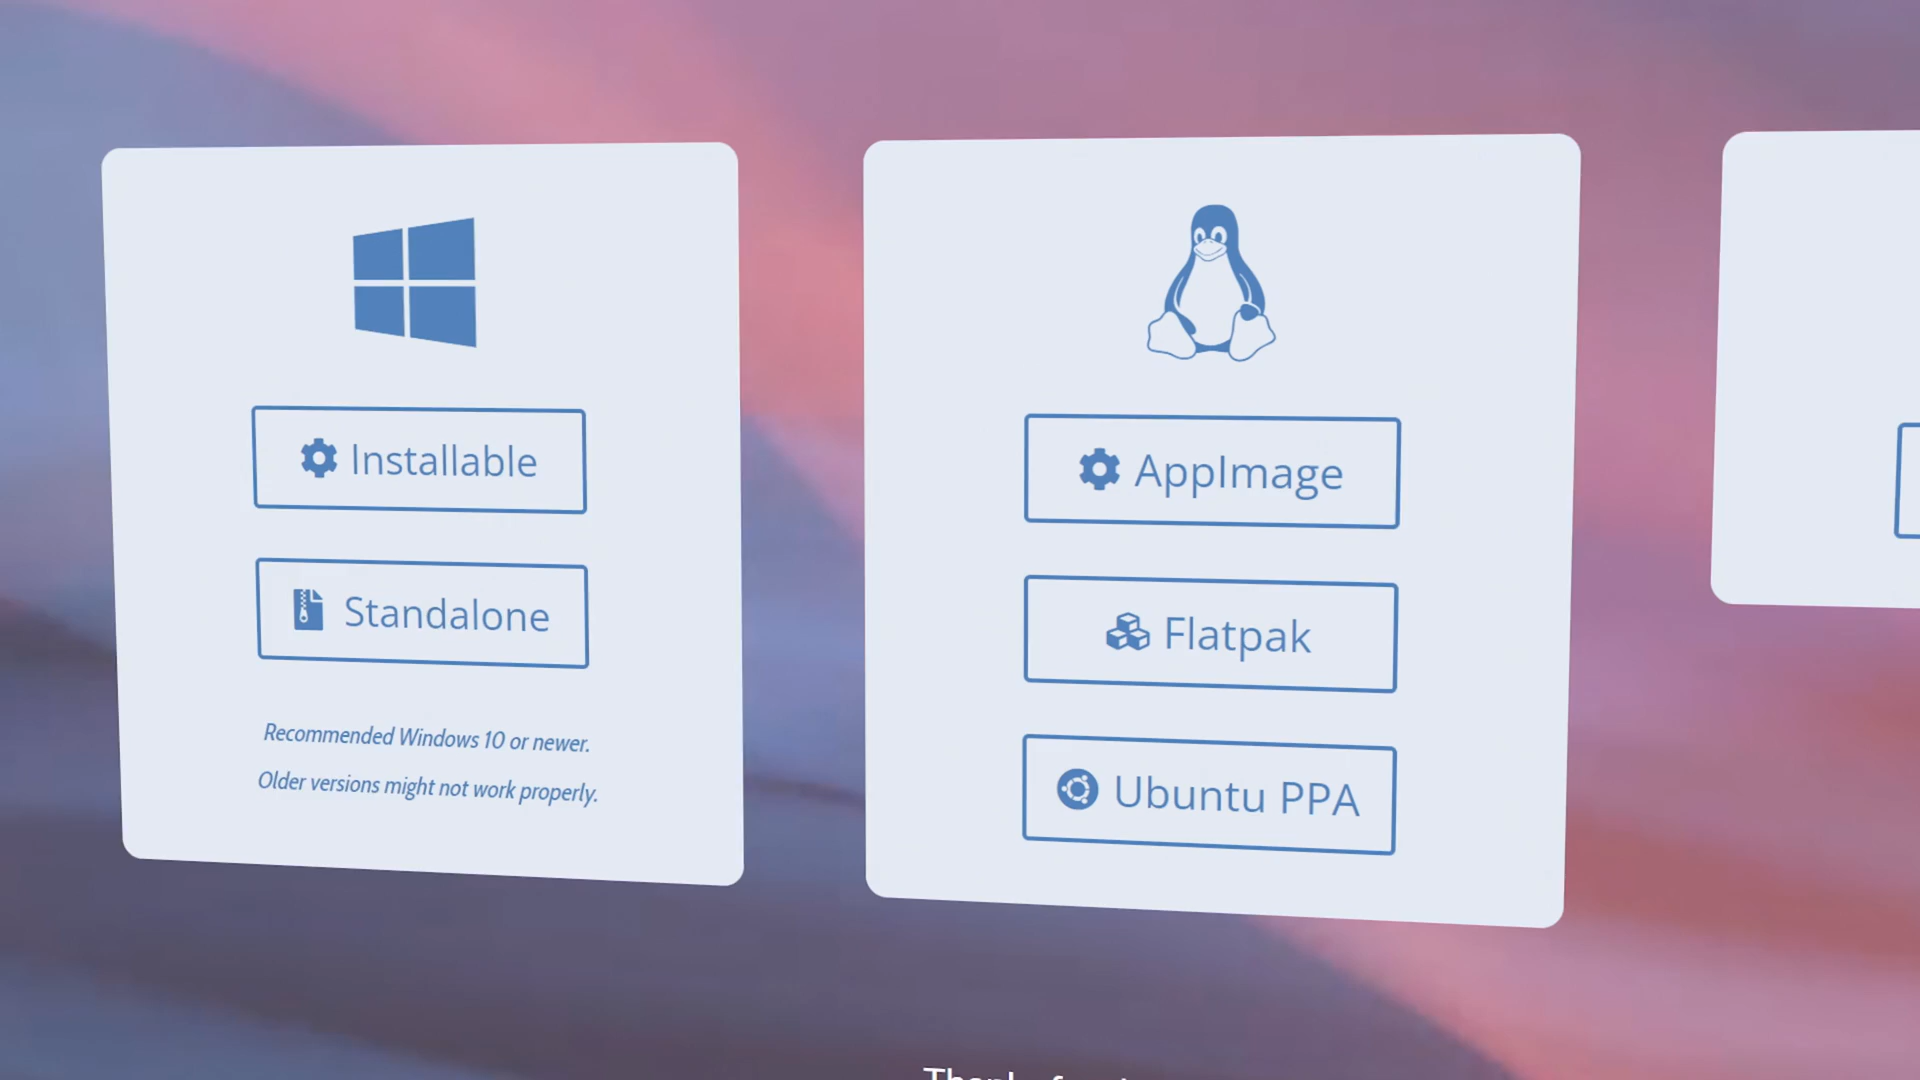 Installable
Standalone
Recommended Windows 10 or newer.
Older versions might not work properly.
AppImage
Flatpak
Ubuntu PPA